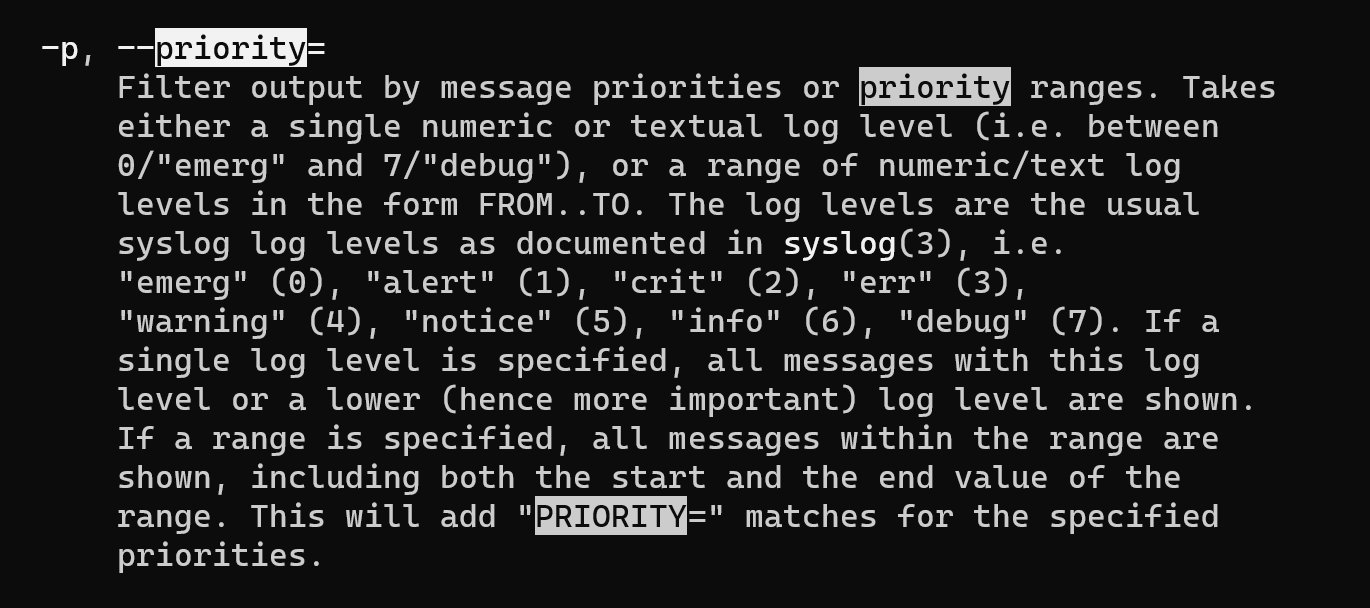 -p, --priority=
Filter output by message priorities or priority ranges. Takes
either a single numeric or textual log level (i.e. between
0/"emerg" and 7/"debug"), or a range of numeric/text log
levels in the form FROM..TO. The log levels are the usual
syslog log levels as documented in syslog(3), i.e.
"emerg" (0), "alert" (1), "crit" (2), "err" (3),
"warning" (4), "notice" (5), "info" (6), "debug" (7). If a
single log level is specified, all messages with this log
level or a lower (hence more important) log level are shown.
If a range is specified, all messages within the range are
shown, including both the start and the end value of the
range. This will add "PRIORITY=" matches for the specified
priorities.